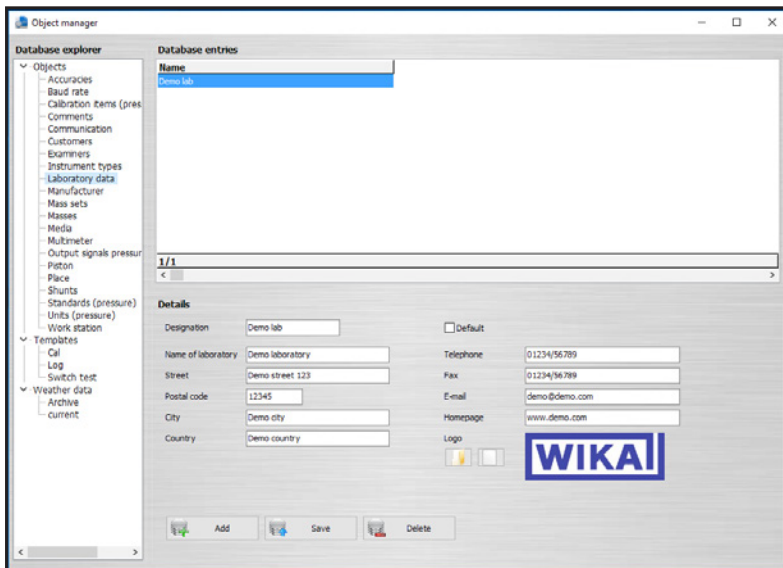 Object manager
Database explorer
Objects
Accuracies
Baud rate
Calibration items (pres
Comments
Communication
Customers
Examiners
Instrument types
Laboratory data
Manufacturer
Mass sets
Masses
Media
Multimeter
Output signals pressur
Piston
Place
Shunts
Standards (pressure)
Units (pressure)
Work station
Templates
Cal
Log
Switch test
Weather data
Archive
current
Database entries
Name
Demo lab
1/1
Details
Designation Demo lab
Name of laboratory Demo laboratory
Street Demo street 123
Postal code 12345
City Demo city
Country Demo country
Default
Telephone 01234/56789
Fax 01234/56789
E-mail demo@demo.com
Homepage www.demo.com
Logo
WIKA
Add Save Delete